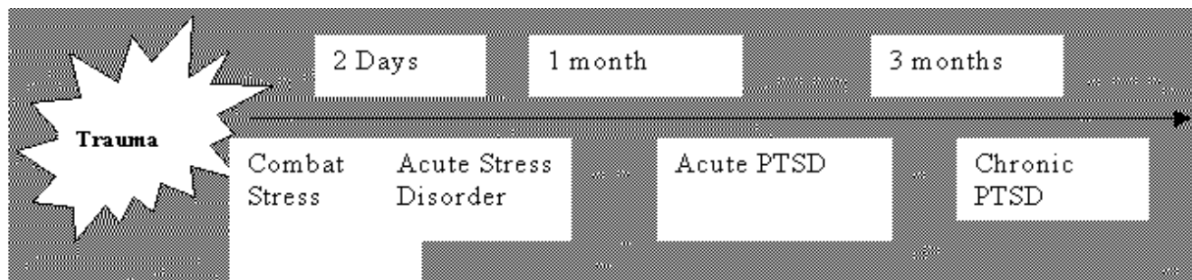 2 Days
1 month
3 months
Trauma
Combat
Stress
Acute Stress
Disorder
Acute PTSD
Chronic
PTSD